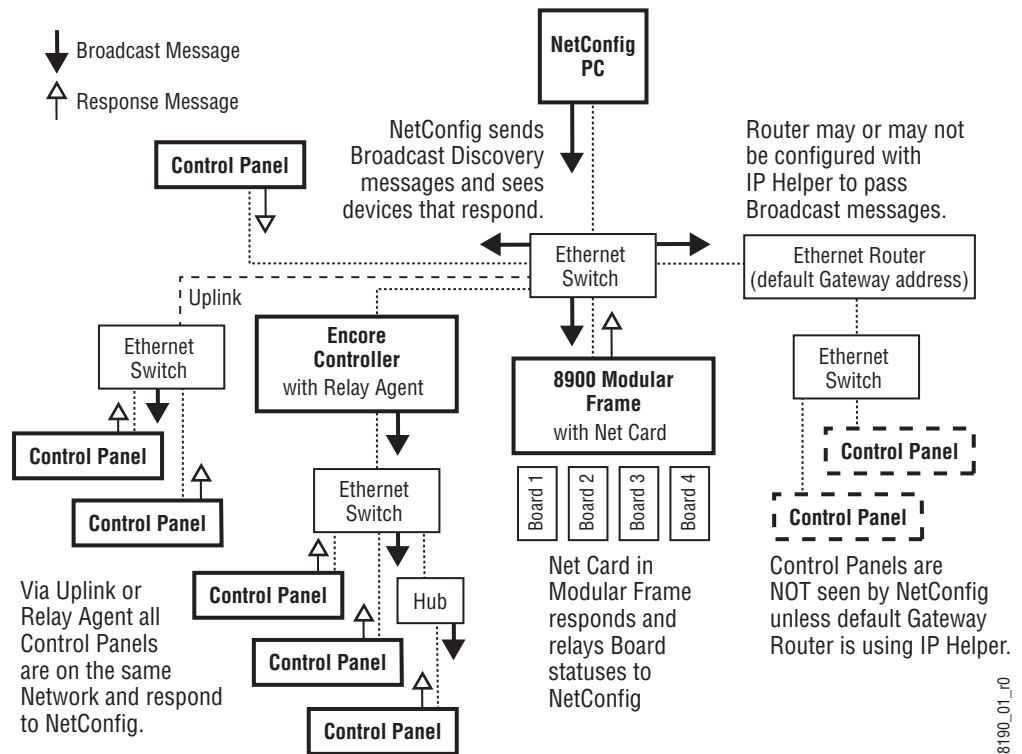 Broadcast Message
Response Message
NetConfig
PC
NetConfig sends
Broadcast Discovery
messages and sees
devices that respond.
Router may or may not
be configured with
IP Helper to pass
Broadcast messages.
Control Panel
Ethernet
Switch
Ethernet Router
(default Gateway address)
Uplink
Ethernet
Switch
Encore
Controller
with Relay Agent
8900 Modular
Frame
with Net Card
Ethernet
Switch
Control Panel
Control Panel
Control Panel
Control Panel
Ethernet
Switch
Board 1
Board 2
Board 3
Board 4
Via Uplink or
Relay Agent all
Control Panels
are on the same
Network and respond
to NetConfig.
Control Panel
Hub
Control Panel
Control Panel
Net Card in
Modular Frame
responds and
relays Board
statuses to
NetConfig
Control Panels are
NOT seen by NetConfig
unless default Gateway
Router is using IP Helper.
8190_01_r0